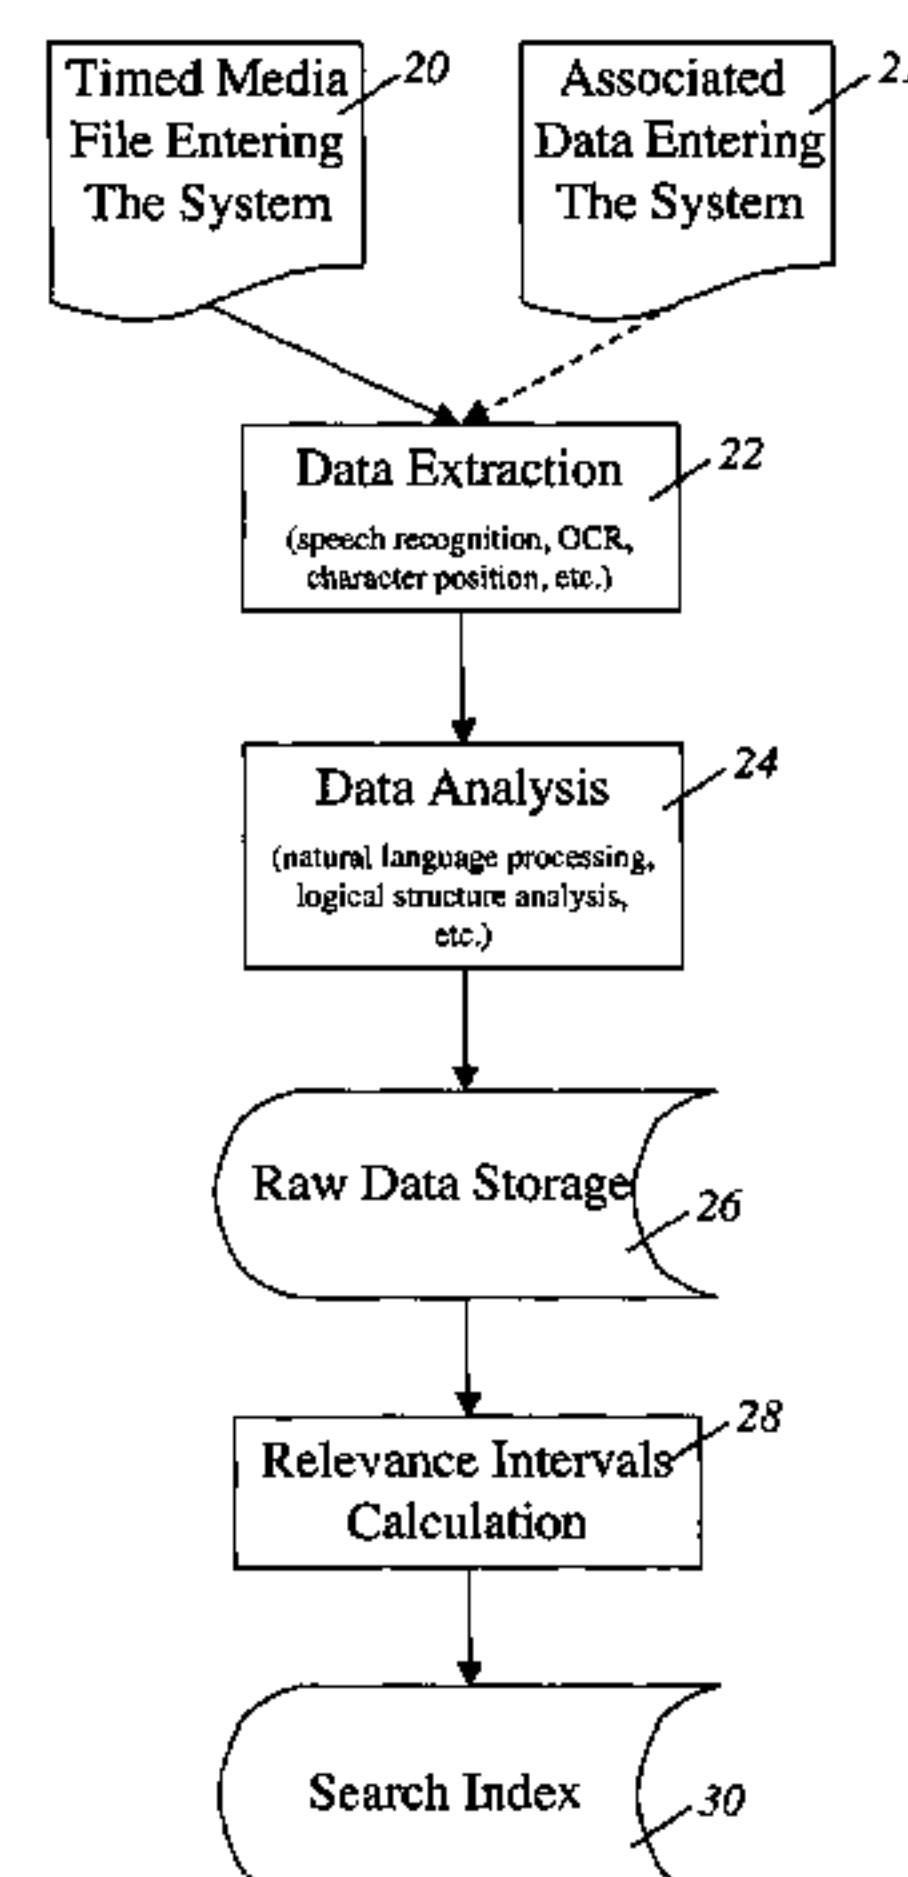 Timed Media
File Entering
The System
20
Associated
Data Entering
The System
Data Extraction
(speech recognition, OCR,
character position, etc.)
22
Data Analysis
(natural language processing,
logical structure analysis,
etc.)
24
Raw Data Storage
26
Relevance Intervals
Calculation
28
Search Index
30